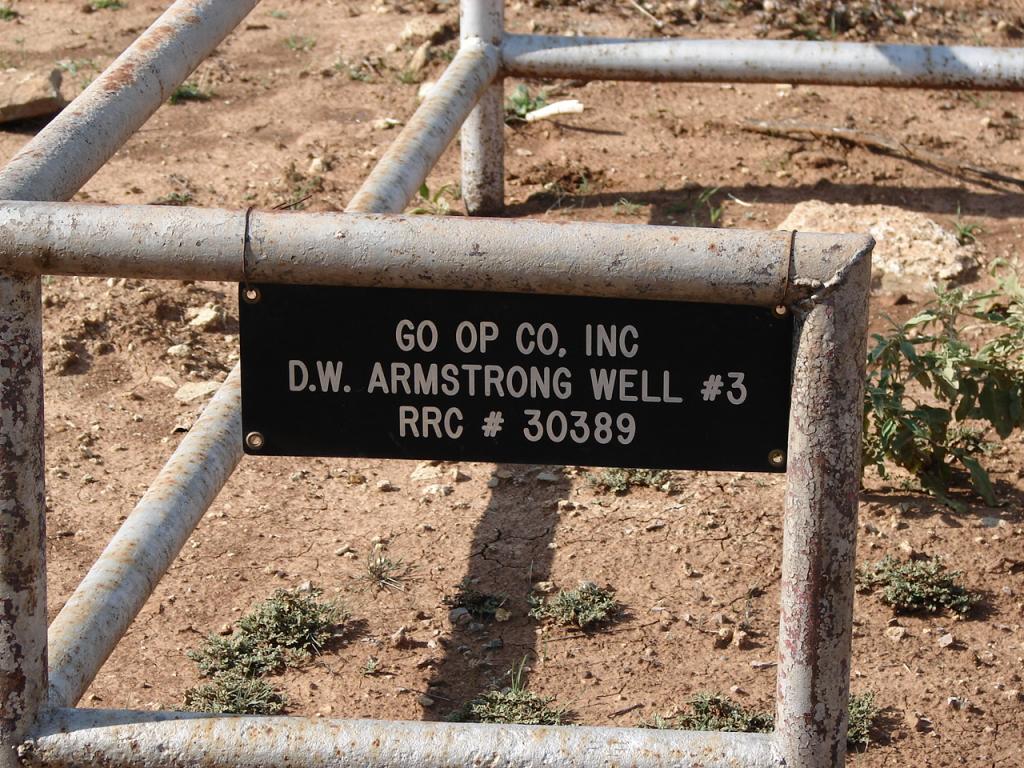 GO OP CO. INC
D.W. ARMSTRONG WELL #3
RRC # 30389